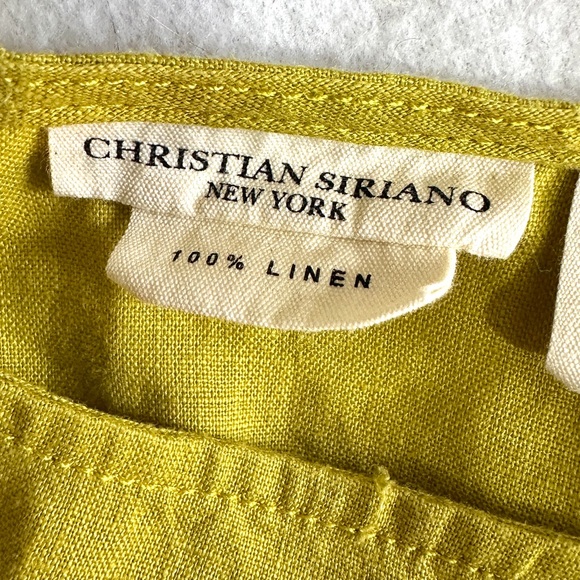 CHRISTIAN SIRIANO
NEW YORK
100% LINEN